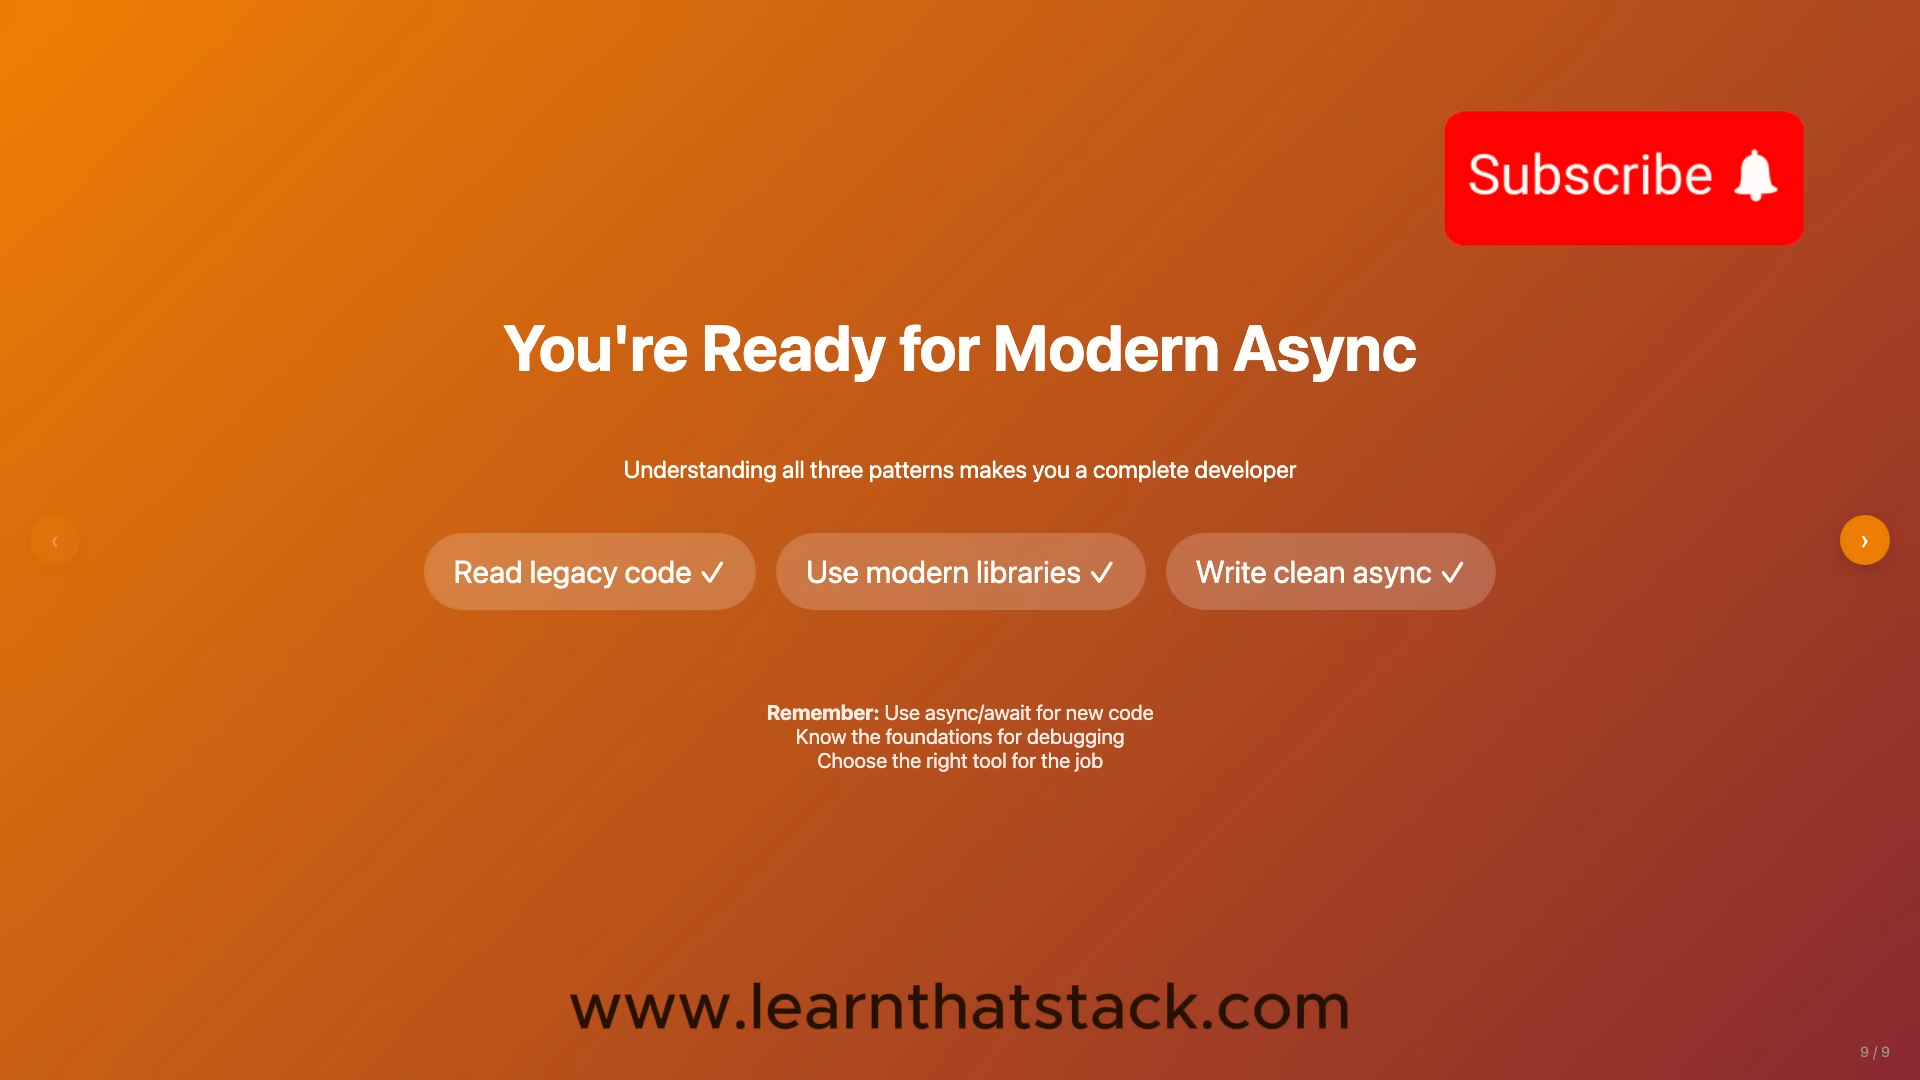 Subscribe
You're Ready for Modern Async
Understanding all three patterns makes you a complete developer
Read legacy code ✓
Use modern libraries ✓
Write clean async ✓
Remember: Use async/await for new code
Know the foundations for debugging
Choose the right tool for the job
www.learnthatstack.com
9 / 9